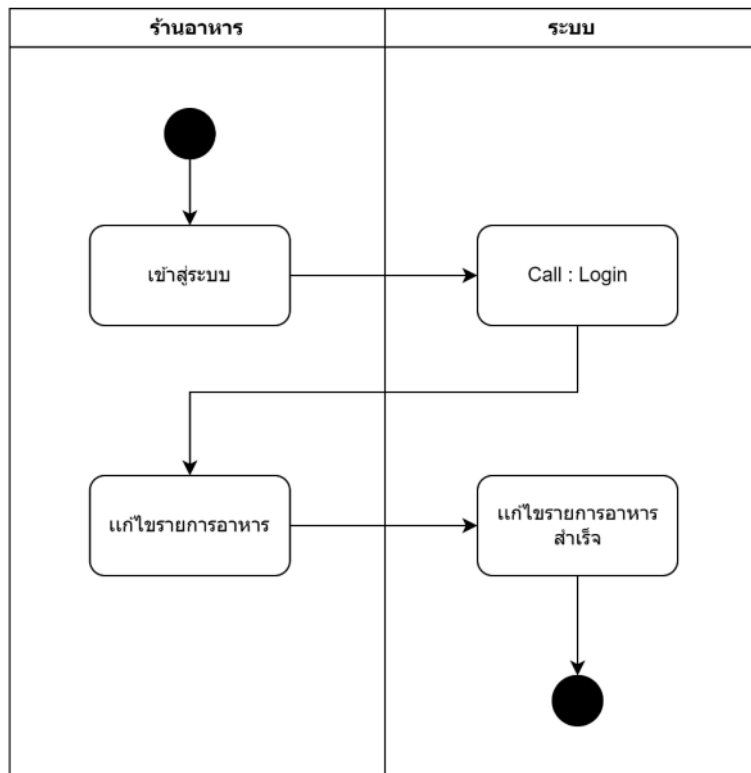 ร้านอาหาร
ระบบ
เข้าสู่ระบบ
Call : Login
แก้ไขรายการอาหาร
แก้ไขรายการอาหาร
สำเร็จ